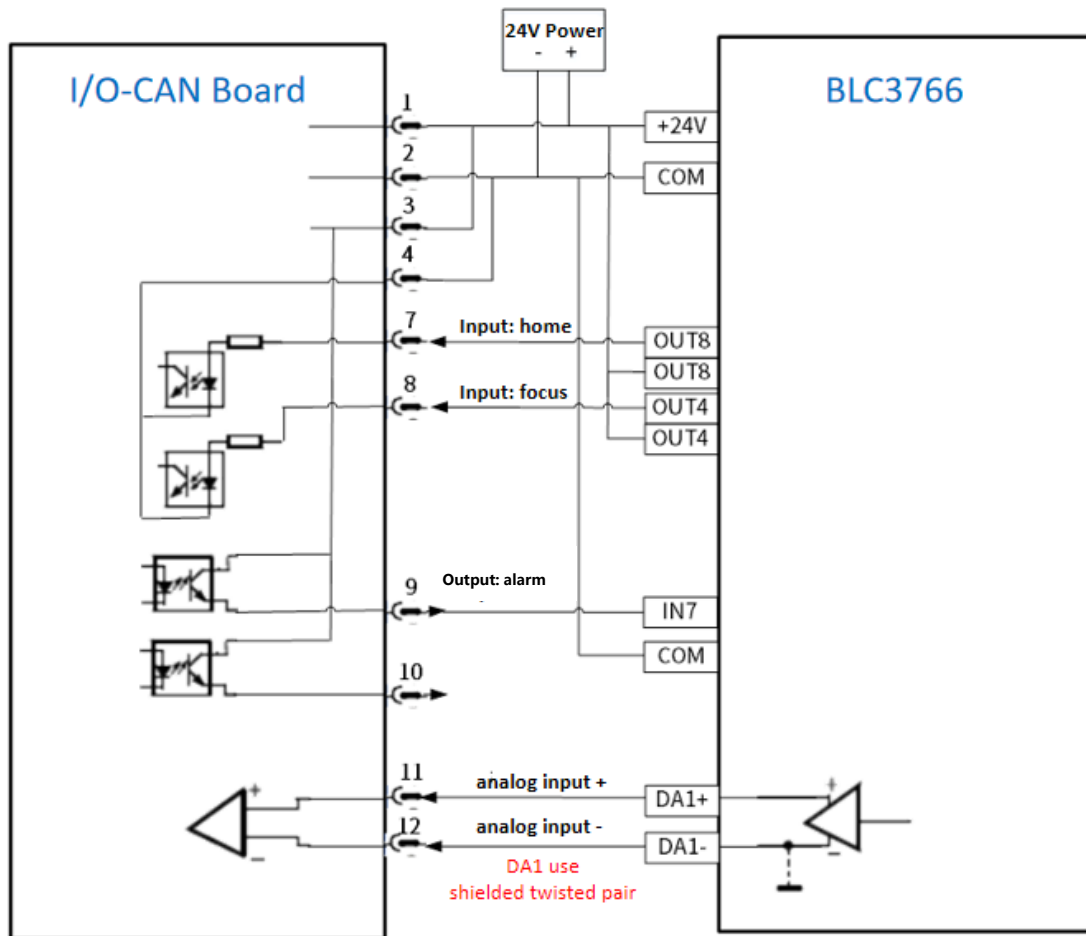 24V Power
- +
I/O-CAN Board
BLC3766
1
+24V
2
COM
3
4
7
Input: home
OUT8
OUT8
8
Input: focus
OUT4
OUT4
9
Output: alarm
IN7
COM
10
11
analog input +
DA1+
+
+
12
analog input -
DA1-
-
-
DA1 use
shielded twisted pair